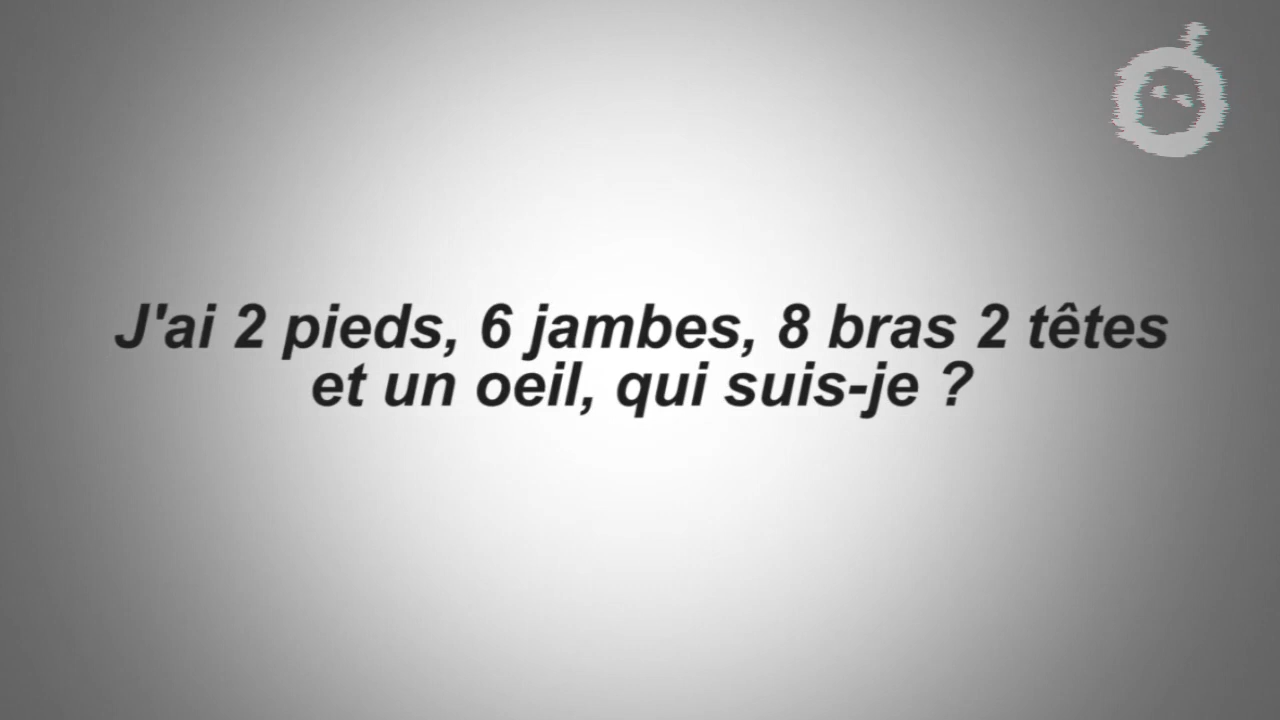 J'ai 2 pieds, 6 jambes, 8 bras 2 têtes
et un oeil, qui suis-je ?